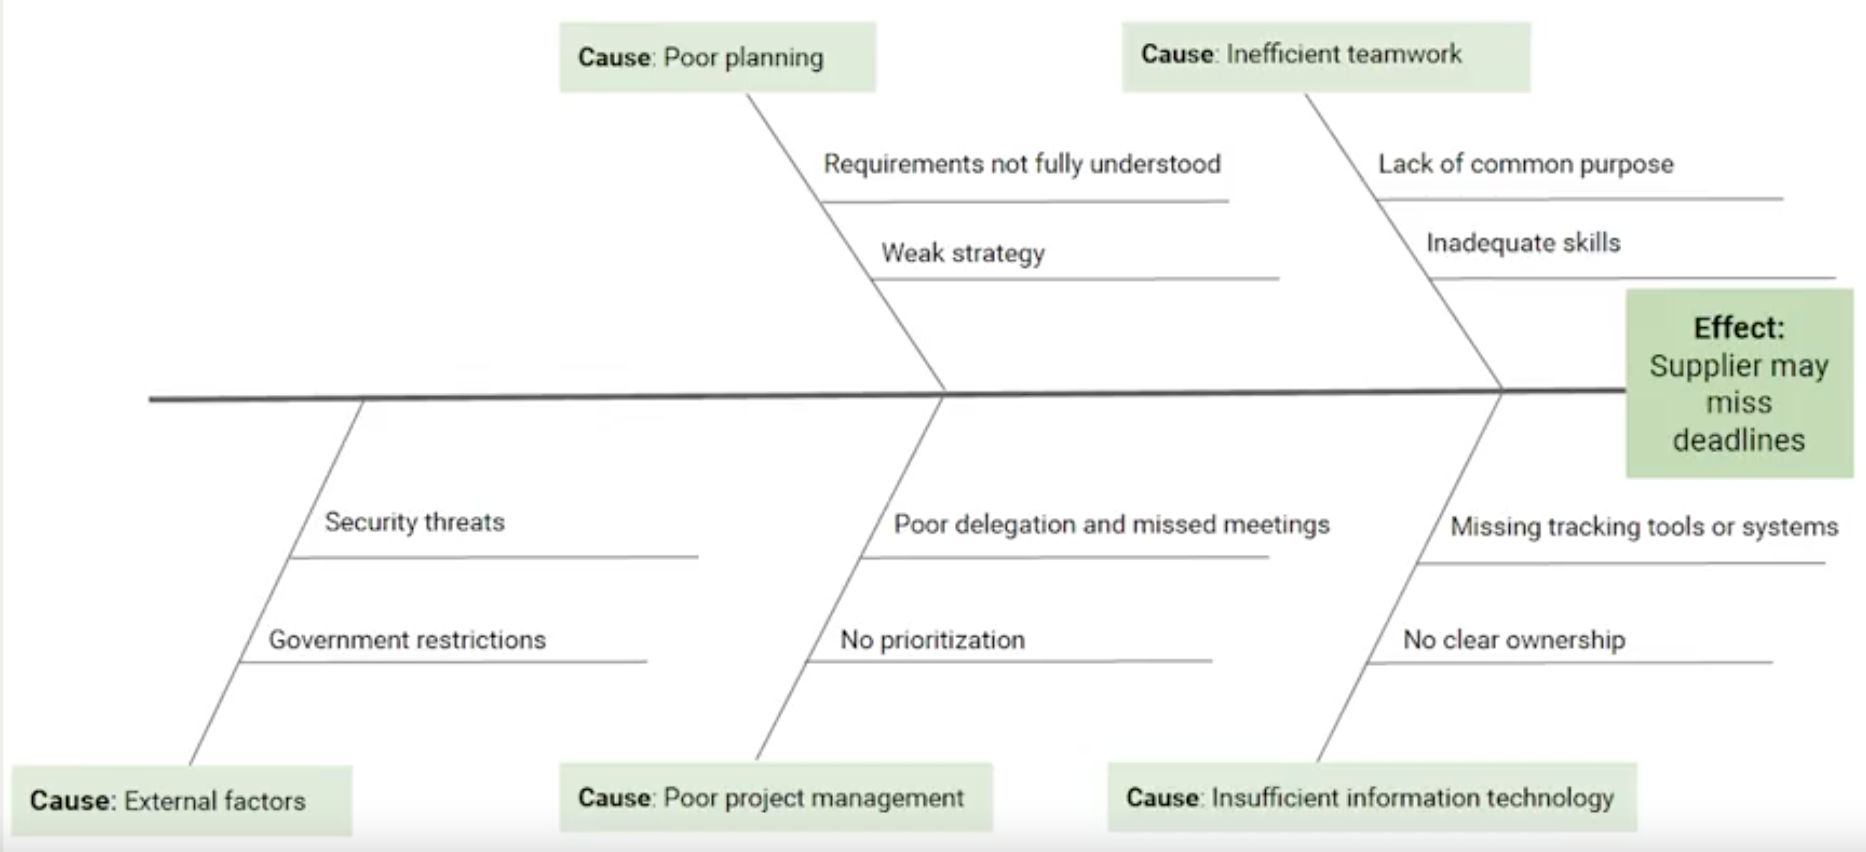 Cause: Poor planning
Cause: Inefficient teamwork
Requirements not fully understood
Lack of common purpose
Weak strategy
Inadequate skills
Effect:
Supplier may
miss
deadlines
Security threats
Poor delegation and missed meetings
Missing tracking tools or systems
Government restrictions
No prioritization
No clear ownership
Cause: External factors
Cause: Poor project management
Cause: Insufficient information technology